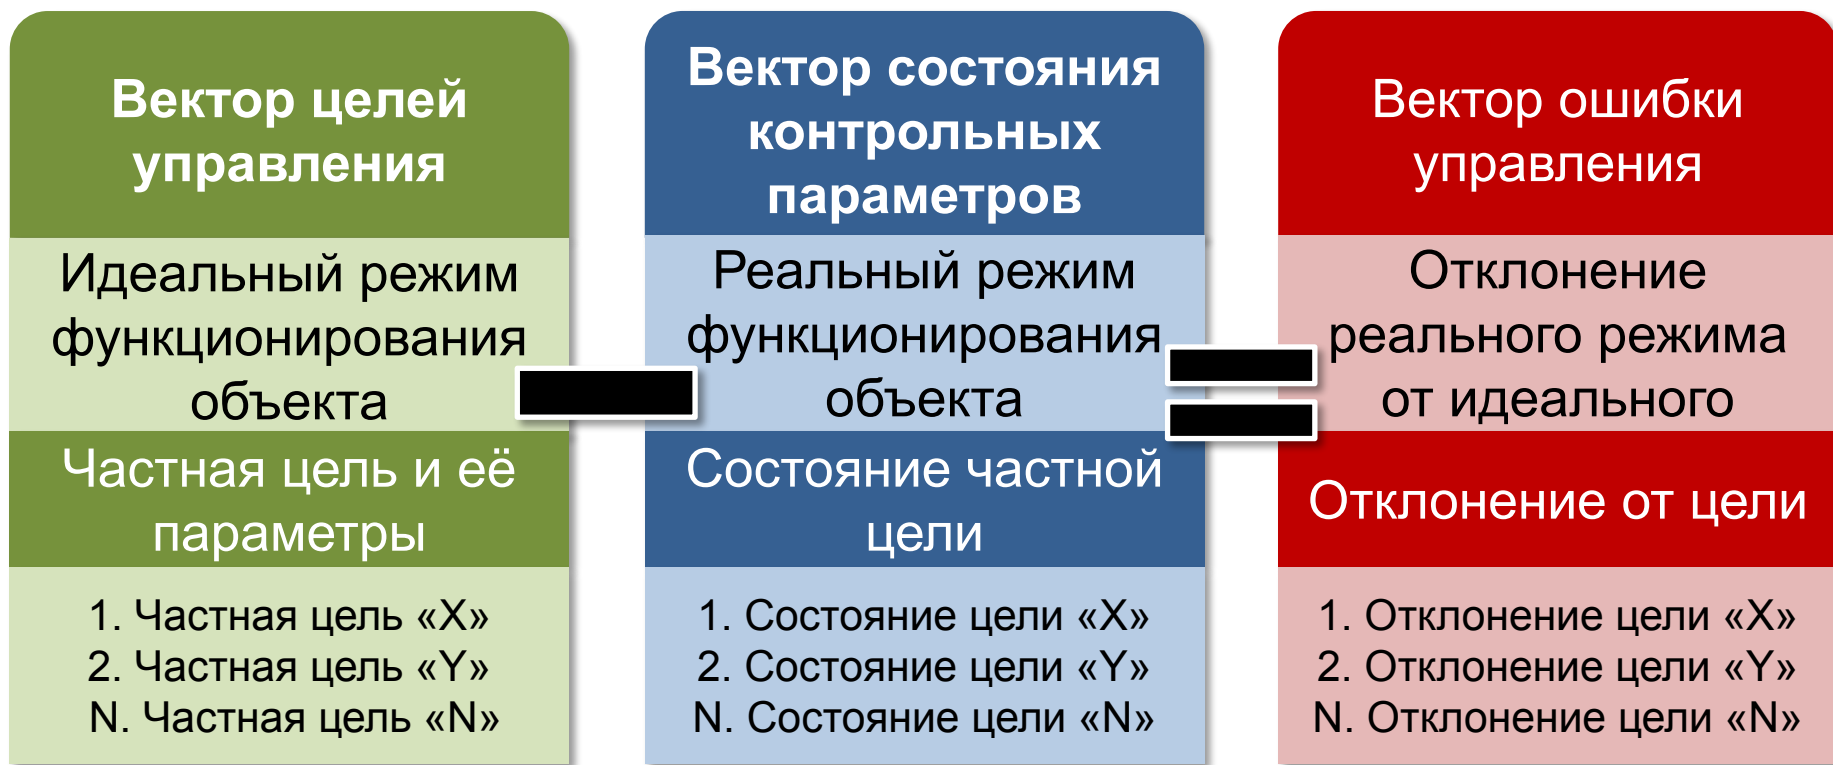 Вектор целей
управления
Идеальный режим
функционирования
объекта
Частная цель и её
параметры
1. Частная цель «X»
2. Частная цель «Y»
N. Частная цель «N»
Вектор состояния
контрольных
параметров
Реальный режим
функционирования
объекта
Состояние частной
цели
1. Состояние цели «X»
2. Состояние цели «Y»
N. Состояние цели «N»
Вектор ошибки
управления
Отклонение
реального режима
от идеального
Отклонение от цели
1. Отклонение цели «X»
2. Отклонение цели «Y»
N. Отклонение цели «N»